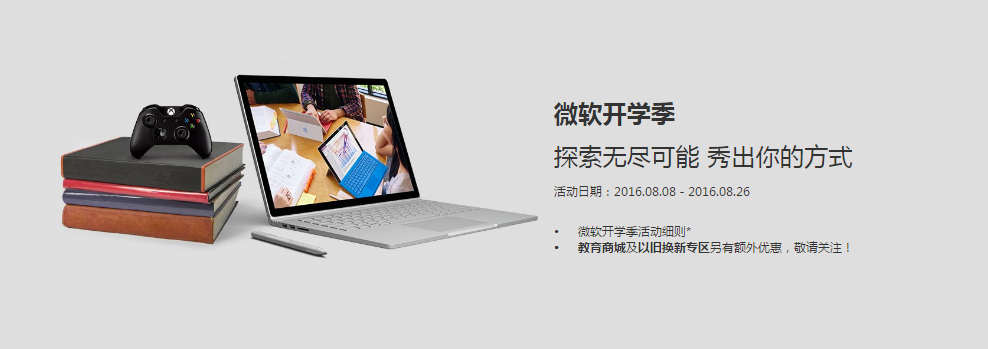 微软开学季
探索无尽可能 秀出你的方式
活动日期：2016.08.08 - 2016.08.26
• 微软开学季活动细则*
• 教育商城及以旧换新专区另有额外优惠，敬请关注！